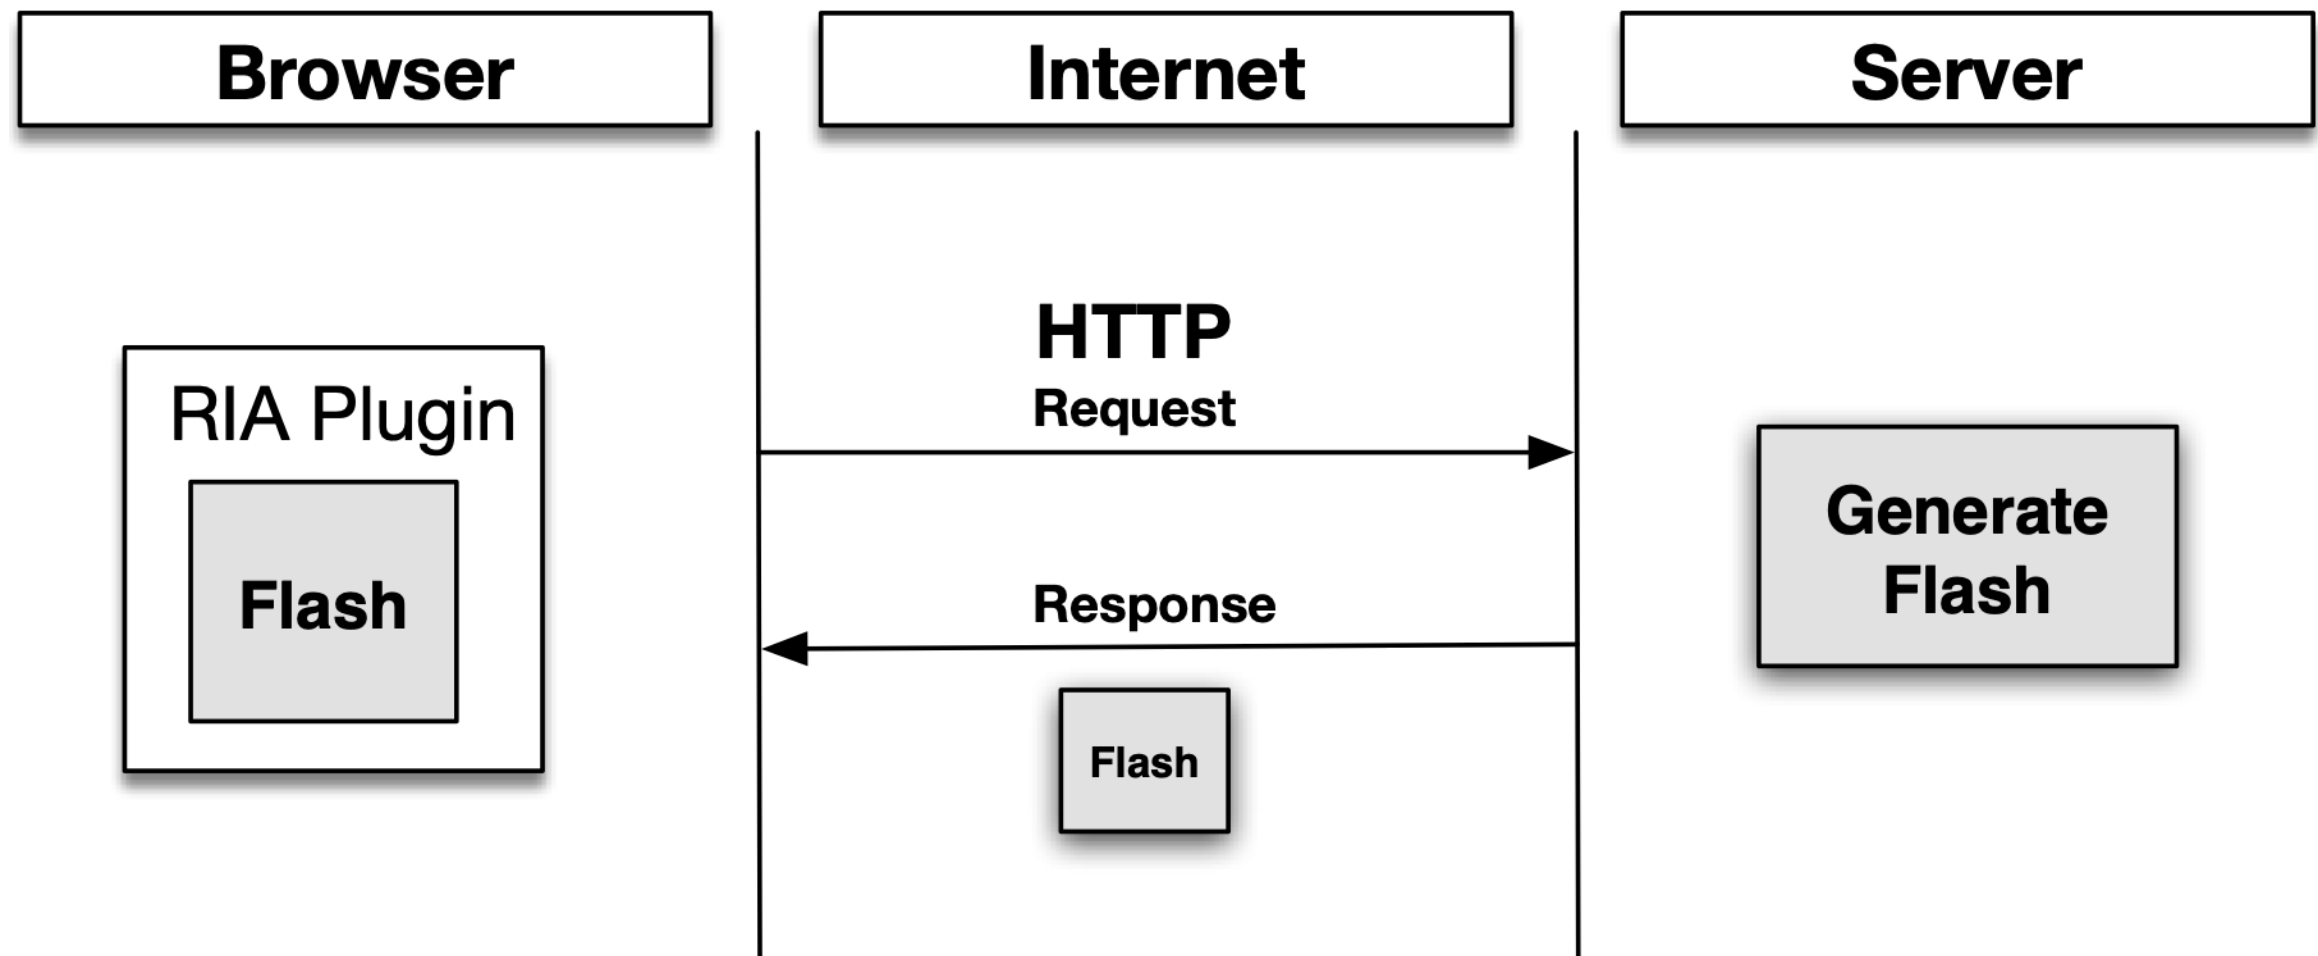 Browser
Internet
Server
HTTP
Request
RIA Plugin
Flash
Generate
Flash
Response
Flash